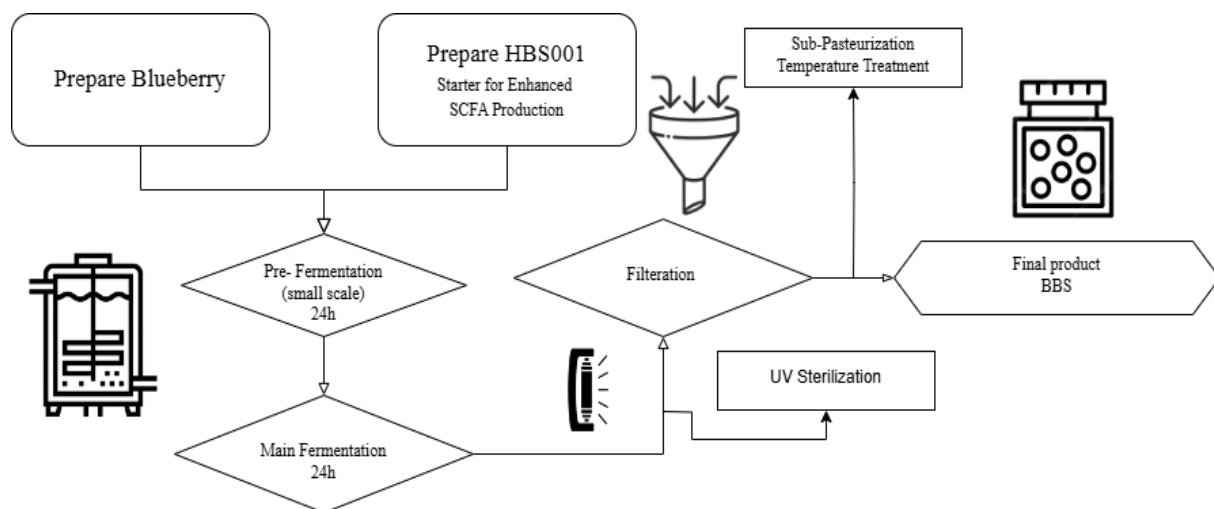 Prepare Blueberry
Prepare HBS001
Starter for Enhanced
SCFA Production
Sub-Pasteurization
Temperature Treatment
Pre- Fermentation
(small scale)
24h
Filteration
Final product
BBS
UV Sterilization
Main Fermentation
24h